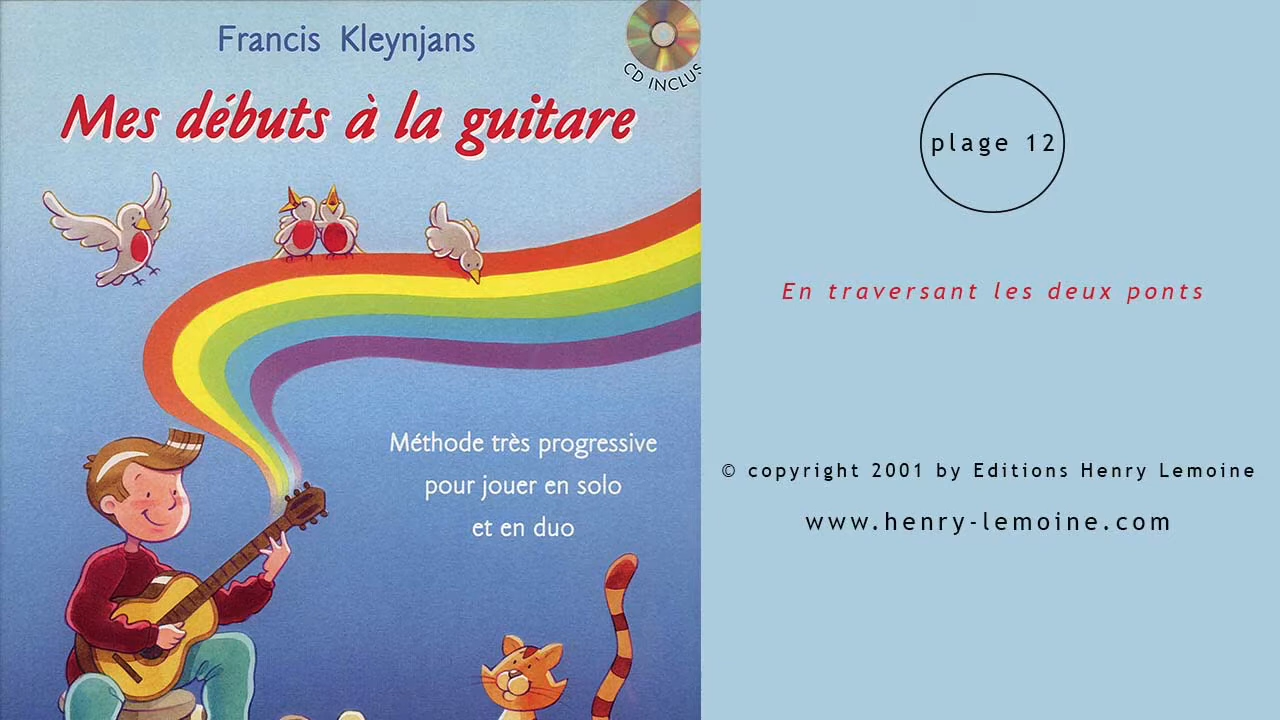 Francis Kleynjans
CD INCLUS
Mes débuts à la guitare
Méthode très progressive
pour jouer en solo
et en duo
plage 12
En traversant les deux ponts
© copyright 2001 by Editions Henry Lemoine
www.henry-lemoine.com